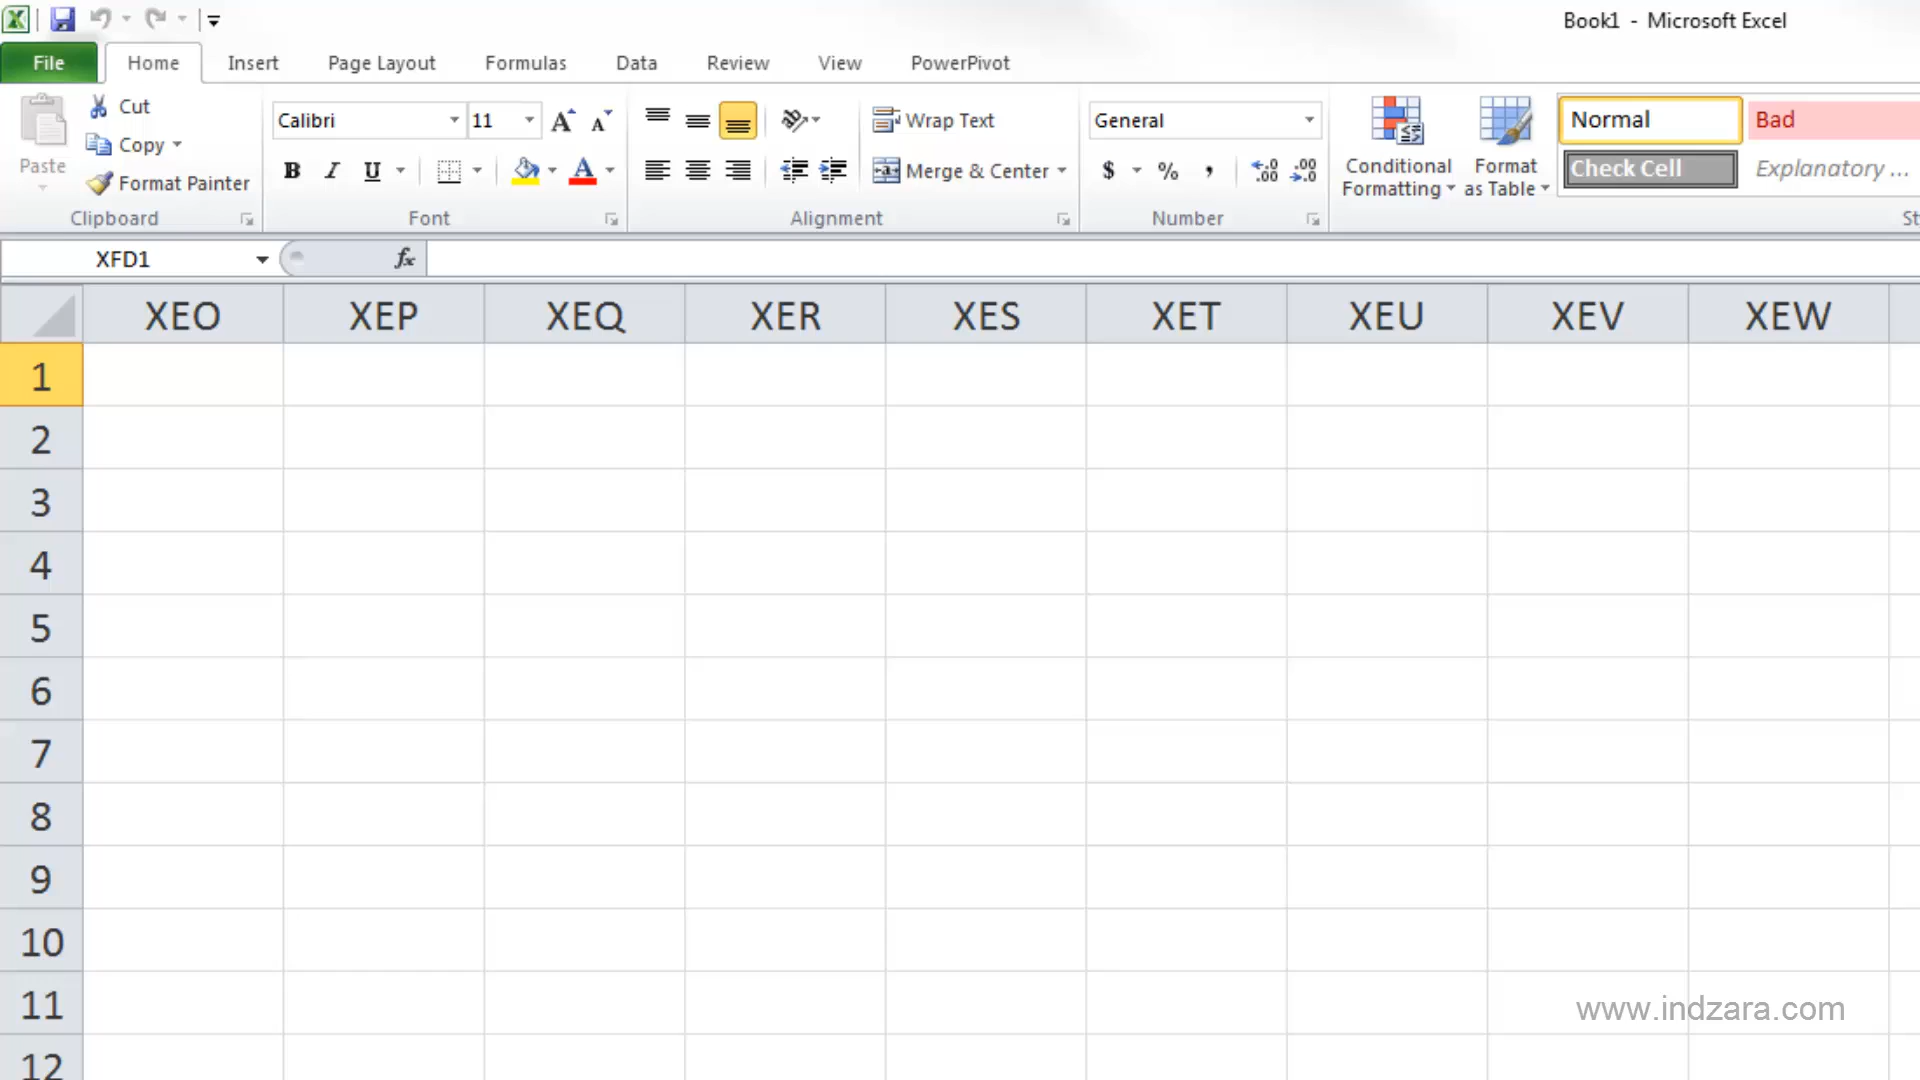 Book1 - Microsoft Excel
File Home Insert Page Layout Formulas Data Review View PowerPivot
Paste
Cut
Copy
Format Painter
Clipboard
Calibri 11
B I U A
Font
Wrap Text
Merge & Center
Alignment
General
$ % ,
Number
Conditional
Formatting
Format
as Table
Normal Bad
Check Cell Explanatory ...
St
XFD1 fx
XEO XEP XEQ XER XES XET XEU XEV XEW
1
2
3
4
5
6
7
8
9
10
11
12
www.indzara.com